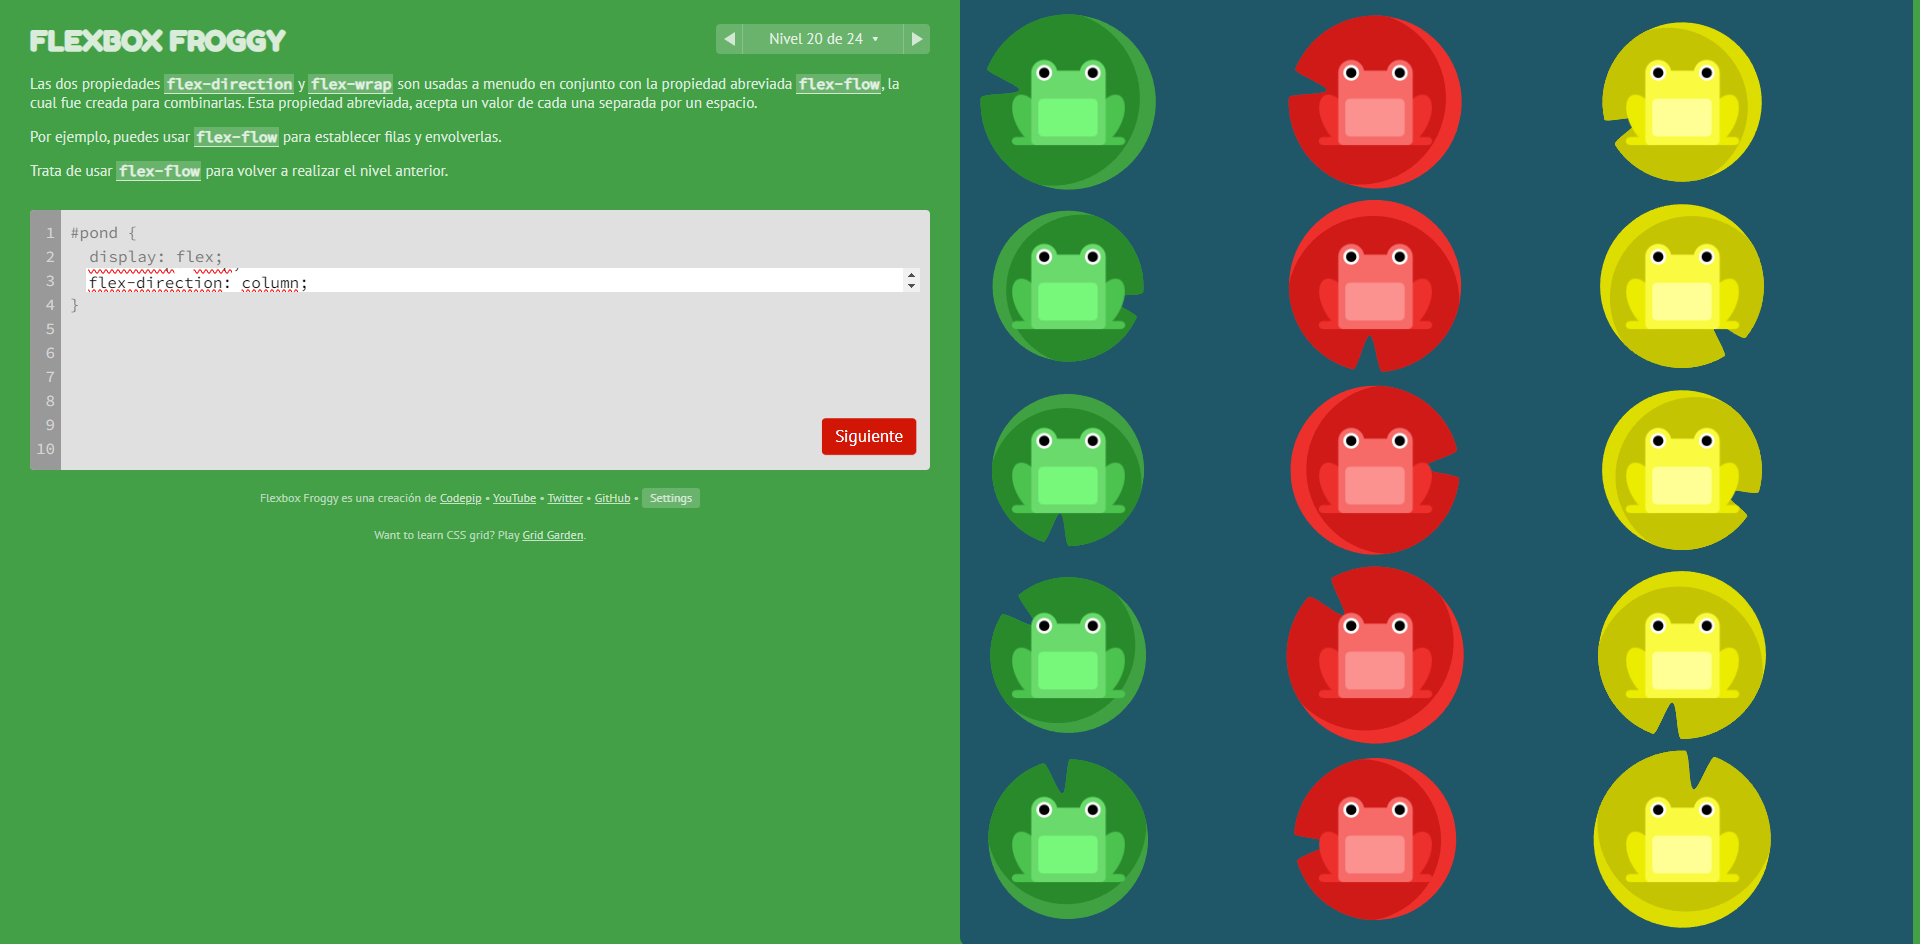 FLEXBOX FROGGY
Nivel 20 de 24
Las dos propiedades flex-direction y flex-wrap son usadas a menudo en conjunto con la propiedad abreviada flex-flow, la
cual fue creada para combinarlas. Esta propiedad abreviada, acepta un valor de cada una separada por un espacio.
Por ejemplo, puedes usar flex-flow para establecer filas y envolverlas.
Trata de usar flex-flow para volver a realizar el nivel anterior.
1 #pond {
2 display: flex;
3 flex-direction: column;
4 }
5
6
7
8
9
10
Siguiente
Flexbox Froggy es una creación de Codepip • YouTube • Twitter • GitHub • Settings
Want to learn CSS grid? Play Grid Garden.